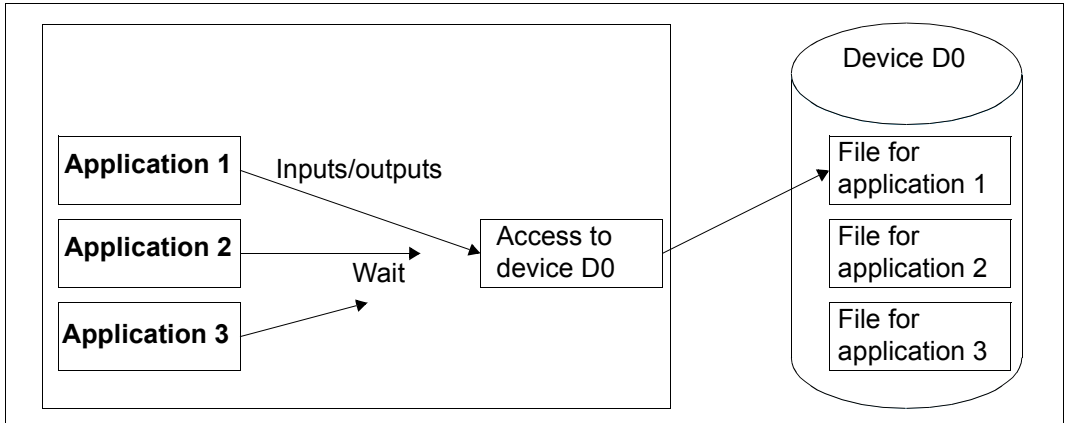 Device D0
Application 1
Inputs/outputs
File for
application 1
Application 2
Wait
Access to
device D0
File for
application 2
Application 3
File for
application 3